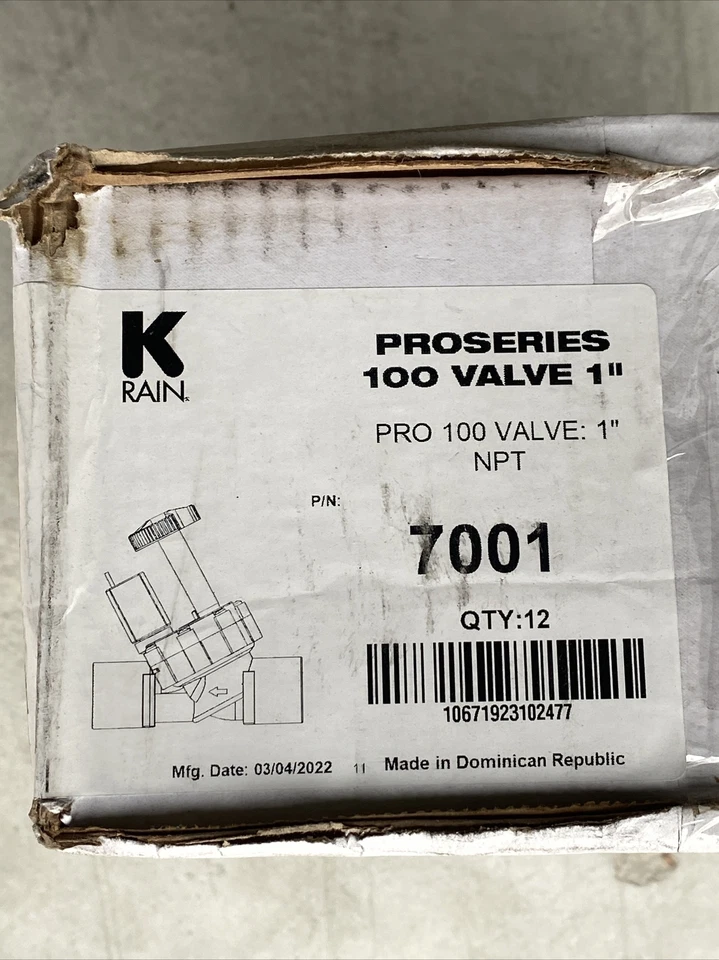 K
RAIN®
PROSERIES
100 VALVE 1"
PRO 100 VALVE: 1"
NPT
P/N:
7001
QTY:12
10671923102477
Mfg. Date: 03/04/2022 11 Made in Dominican Republic